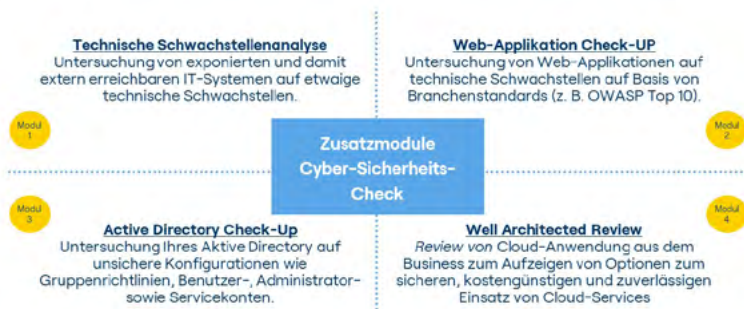 Technische Schwachstellenanalyse
Untersuchung von exponierten und damit
extern erreichbaren IT-Systemen auf etwaige
technische Schwachstellen.
Modul
1
Web-Applikation Check-UP
Untersuchung von Web-Applikationen auf
technische Schwachstellen auf Basis von
Branchenstandards (z. B. OWASP Top 10).
Modul
2
Zusatzmodule
Cyber-Sicherheits-
Check
Modul
3
Active Directory Check-Up
Untersuchung Ihres Aktive Directory auf
unsichere Konfigurationen wie
Gruppenrichtlinien, Benutzer-, Administrator-
sowie Servicekonten.
Modul
4
Well Architected Review
Review von Cloud-Anwendung aus dem
Business zum Aufzeigen von Optionen zum
sicheren, kostengünstigen und zuverlässigen
Einsatz von Cloud-Services